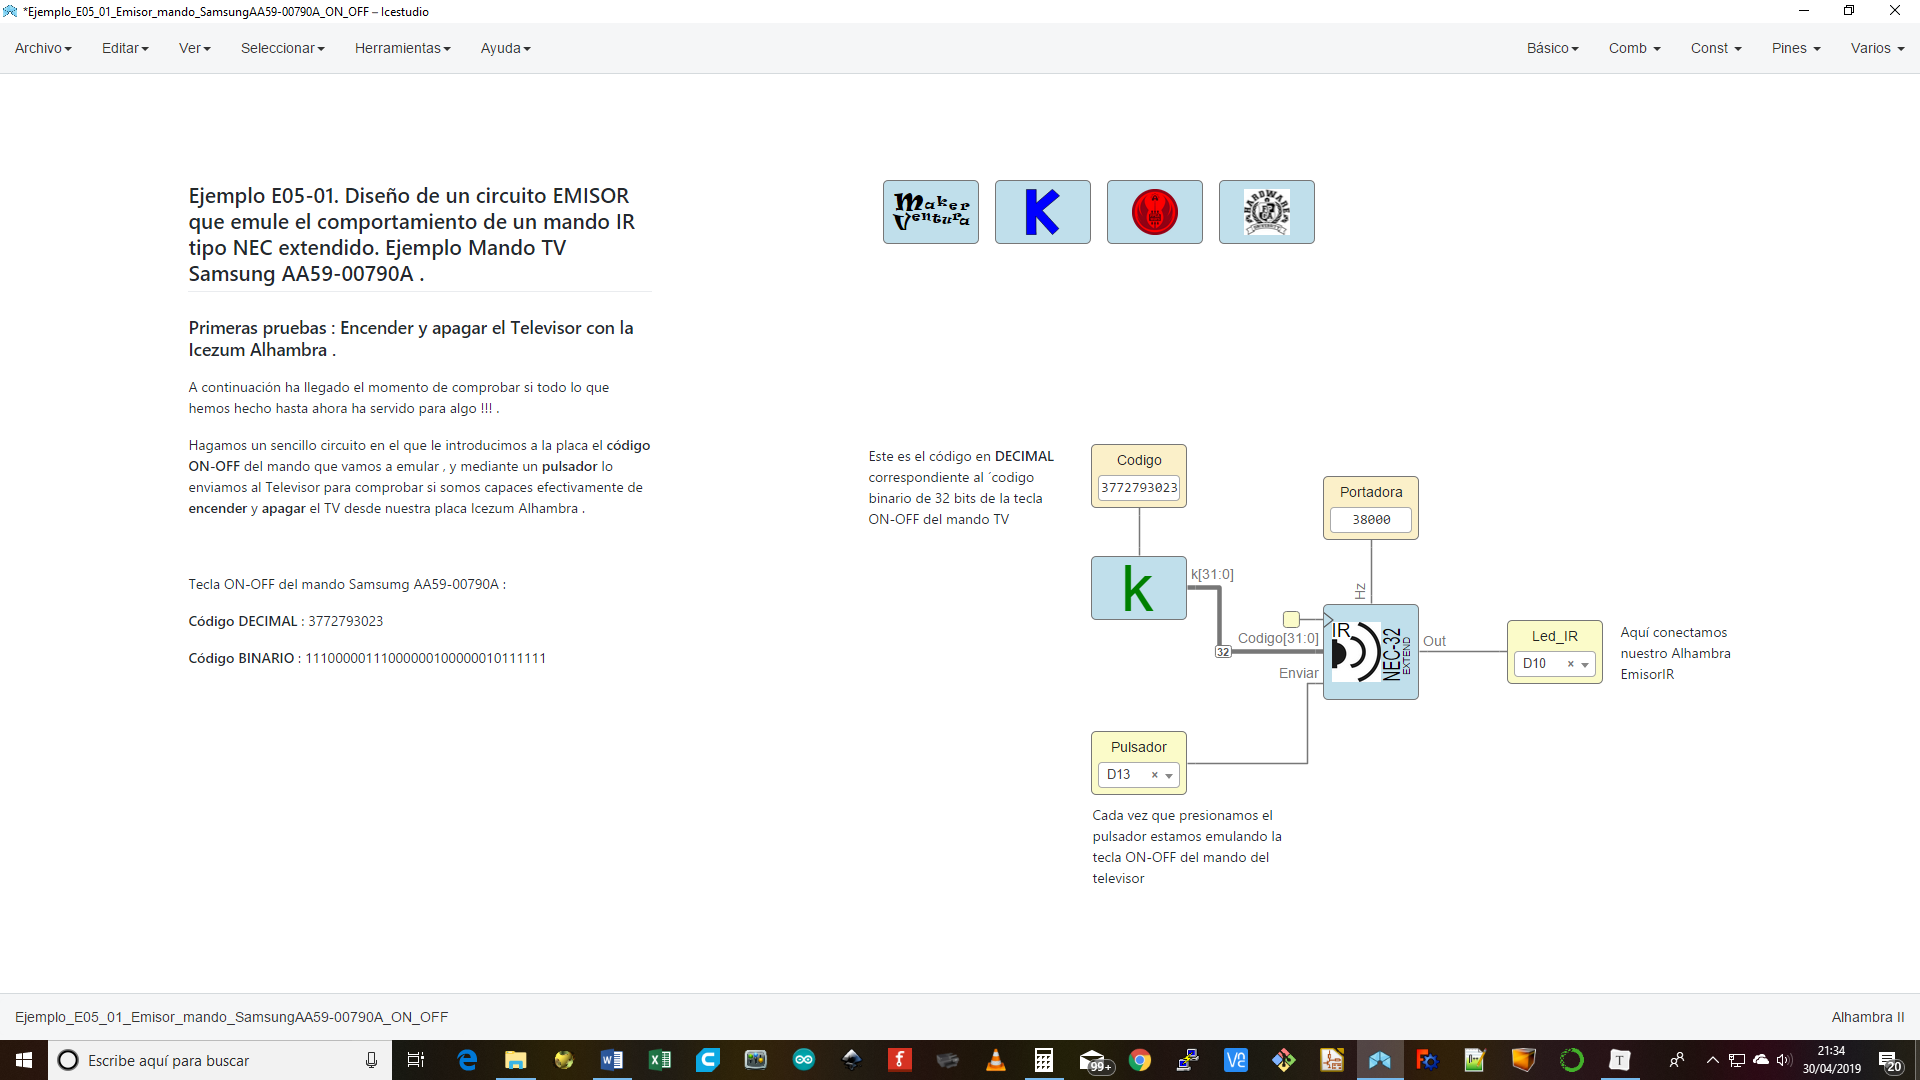 *Ejemplo_E05_01_Emisor_mando_SamsungAA59-00790A_ON_OFF – Icestudio
Archivo Editar Ver Seleccionar Herramientas Ayuda Básico Comb Const Pines Varios
Ejemplo E05-01. Diseño de un circuito EMISOR
que emule el comportamiento de un mando IR
tipo NEC extendido. Ejemplo Mando TV
Samsung AA59-00790A .
Primeras pruebas : Encender y apagar el Televisor con la
Icezum Alhambra .
A continuación ha llegado el momento de comprobar si todo lo que
hemos hecho hasta ahora ha servido para algo !!! .
Hagamos un sencillo circuito en el que le introducimos a la placa el código
ON-OFF del mando que vamos a emular , y mediante un pulsador lo
enviamos al Televisor para comprobar si somos capaces efectivamente de
encender y apagar el TV desde nuestra placa Icezum Alhambra .
Tecla ON-OFF del mando Samsumg AA59-00790A :
Código DECIMAL : 3772793023
Código BINARIO : 11100000111000000100000010111111
Maker
Ventura
K
HARDWARE
Este es el código en DECIMAL
correspondiente al ´codigo
binario de 32 bits de la tecla
ON-OFF del mando TV
Codigo
3772793023
Portadora
38000
k
k[31:0]
Hz
32
Codigo[31:0]
Enviar
IR
NEC-32
EXTEND
Out
Led_IR
D10 ×
Aquí conectamos
nuestro Alhambra
EmisorIR
Pulsador
D13 ×
Cada vez que presionamos el
pulsador estamos emulando la
tecla ON-OFF del mando del
televisor
Ejemplo_E05_01_Emisor_mando_SamsungAA59-00790A_ON_OFF
Alhambra II
Escribe aquí para buscar
99+
21:34
30/04/2019
20